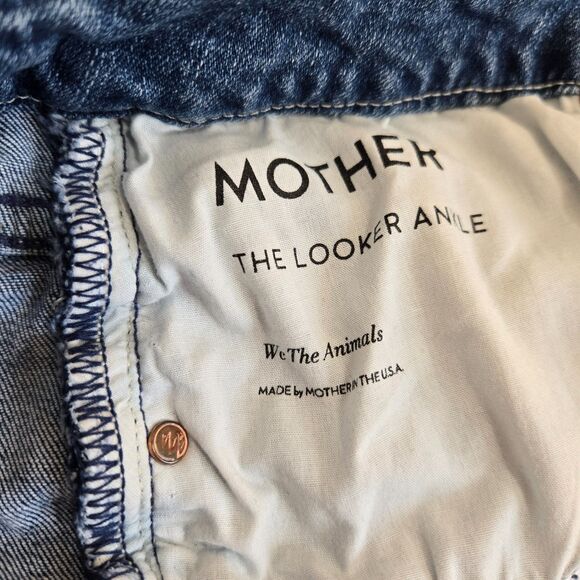 MOTHER
THE LOOKER ANKLE
We The Animals
MADE by MOTHER IN THE U.S.A.